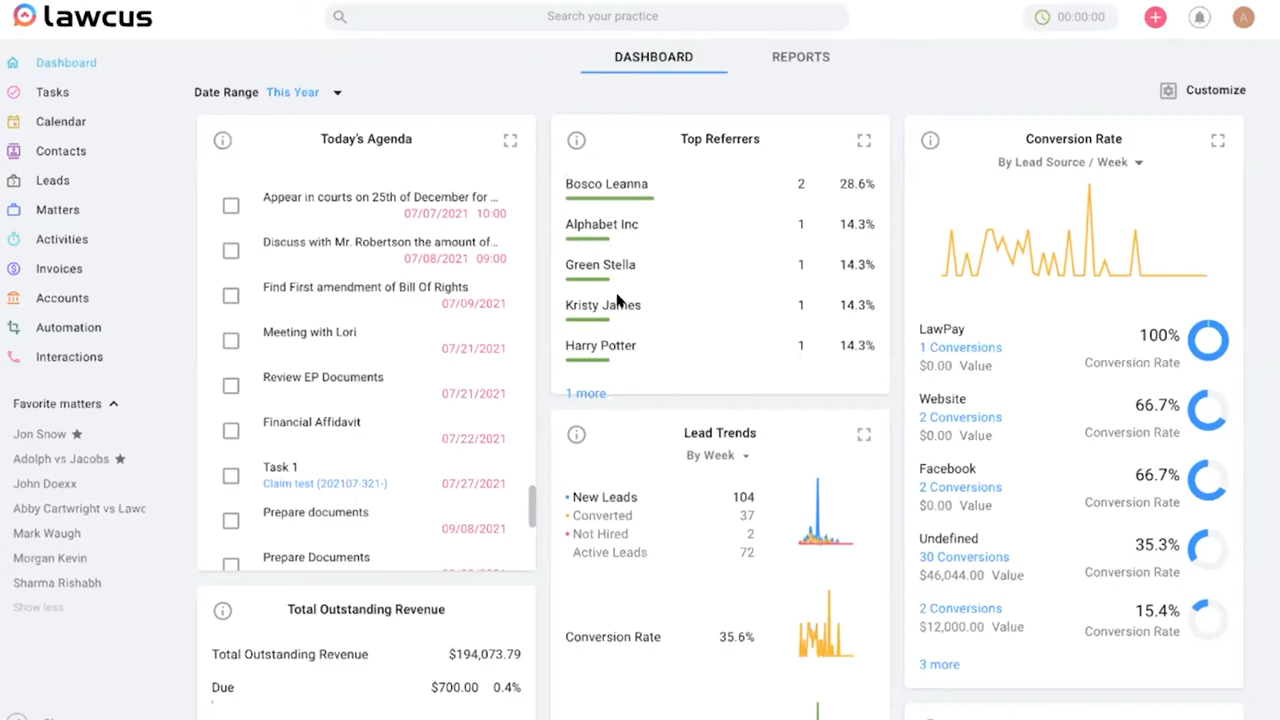 lawcus
Search your practice
00:00:00
A
Dashboard
Tasks
Calendar
Contacts
Leads
Matters
Activities
Invoices
Accounts
Automation
Interactions
Favorite matters
Jon Snow
Adolph vs Jacobs
John Doexx
Abby Cartwright vs Lawc
Mark Waugh
Morgan Kevin
Sharma Rishabh
Show less
DASHBOARD
REPORTS
Date Range This Year
Customize
Today's Agenda
Appear in courts on 25th of December for ...
07/07/2021 10:00
Discuss with Mr. Robertson the amount of...
07/08/2021 09:00
Find First amendment of Bill Of Rights
07/09/2021
Meeting with Lori
07/21/2021
Review EP Documents
07/21/2021
Financial Affidavit
07/22/2021
Task 1
Claim test (202107-321-)
07/27/2021
Prepare documents
09/08/2021
Prepare Documents
Total Outstanding Revenue
Total Outstanding Revenue $194,073.79
Due $700.00 0.4%
Top Referrers
Bosco Leanna 2 28.6%
Alphabet Inc 1 14.3%
Green Stella 1 14.3%
Kristy James 1 14.3%
Harry Potter 1 14.3%
1 more
Lead Trends
By Week
New Leads 104
Converted 37
Not Hired 2
Active Leads 72
Conversion Rate 35.6%
Conversion Rate
By Lead Source / Week
LawPay
1 Conversions
$0.00 Value
100%
Conversion Rate
Website
2 Conversions
$0.00 Value
66.7%
Conversion Rate
Facebook
2 Conversions
$0.00 Value
66.7%
Conversion Rate
Undefined
30 Conversions
$46,044.00 Value
35.3%
Conversion Rate
2 Conversions
$12,000.00 Value
15.4%
Conversion Rate
3 more